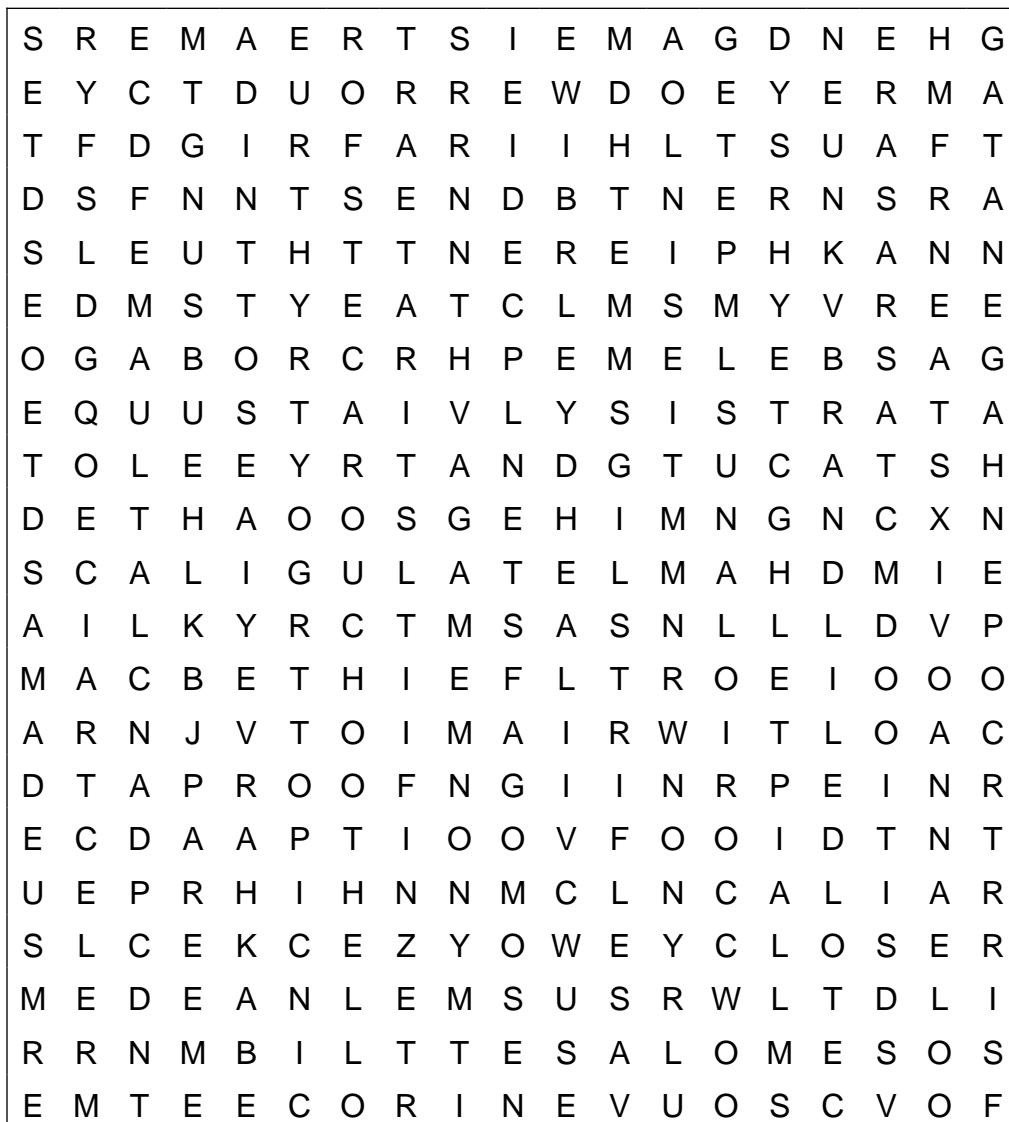 S R E M A E R T S I E M A G D N E H G
E Y C T D U O R R E W D O E Y E R M A
T F D G I R F A R I I H L T S U A F T
D S F N N T S E N D B T N E R N S R A
S L E U T H T T N E R E I P H K A N N
E D M S T Y E A T C L M S M Y V R E E
O G A B O R C R H P E M E L E B S A G
E Q U U S T A I V L Y S I S T R A T A
T O L E E Y R T A N D G T U C A T S H
D E T H A O O S G E H I M N G N C X N
S C A L I G U L A T E L M A H D M I E
A I L K Y R C T M S A S N L L L D V P
M A C B E T H I E F L T R O E I O O O
A R N J V T O I M A I R W I T L O A C
D T A P R O O F N G I I N R P E I N R
E C D A A P T I O O V F O O I D T N T
U E P R H I H N N M C L N C A L I A R
S L C E K C E Z Y O W E Y C L O S E R
M E D E A N L E M S U S R W L T D L I
R R N M B I L T T E S A L O M E S O S
E M T E E C O R I N E V U O S C V O F